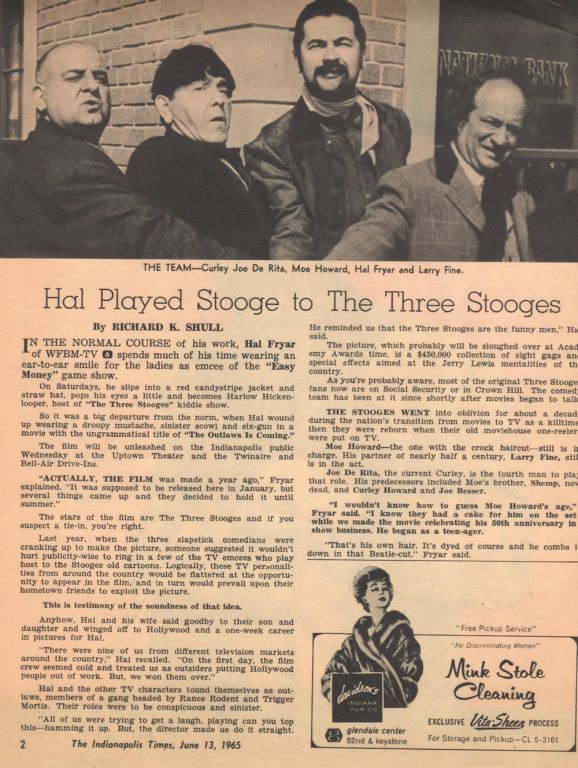 NATIONAL BANK
THE TEAM—Curley Joe De Rita, Moe Howard, Hal Fryar and Larry Fine.
Hal Played Stooge to The Three Stooges
By RICHARD K. SHULL
IN THE NORMAL COURSE of his work, Hal Fryar
of WFBM-TV 6 spends much of his time wearing an
ear-to-ear smile for the ladies as emcee of the "Easy
Money" game show.
On Saturdays, he slips into a red candystripe jacket and
straw hat, pops his eyes a little and becomes Harlow Hicken-
looper, host of "The Three Stooges" kiddie show.
So it was a big departure from the norm, when Hal wound
up wearing a droopy mustache, sinister scowl and six-gun in a
movie with the ungrammatical title of "The Outlaws Is Coming."
The film will be unleashed on the Indianapolis public
Wednesday at the Uptown Theater and the Twinaire and
Bell-Air Drive-Ins.
"ACTUALLY, THE FILM was made a year ago," Fryar
explained. "It was supposed to be released here in January, but
several things came up and they decided to hold it until
summer."
The stars of the film are The Three Stooges and if you
suspect a tie-in, you're right.
Last year, when the three slapstick comedians were
cranking up to make the picture, someone suggested it wouldn't
hurt publicity-wise to ring in a few of the TV emcees who play
host to the Stooges old cartoons. Logically, these TV personali-
ties from around the country would be flattered at the opportu-
nity to appear in the film, and in turn would prevail upon their
hometown friends to exploit the picture.
This is testimony of the soundness of that idea.
Anyhow, Hal and his wife said goodby to their son and
daughter and winged off to Hollywood and a one-week career
in pictures for Hal.
"There were nine of us from different television markets
around the country," Hal recalled. "On the first day, the film
crew seemed cold and treated us as outsiders putting Hollywood
people out of work. But, we won them over."
Hal and the other TV characters found themselves as out-
laws, members of a gang headed by Rance Rodent and Trigger
Mortis. Their roles were to be conspicuous and sinister.
"All of us were trying to get a laugh, playing can you top
this—hamming it up. But, the director made us do it straight.
He reminded us that the Three Stooges are the funny men," Ha
said.
The picture, which probably will be sloughed over at Acad
emy Awards time, is a $450,000 collection of sight gags an
special effects aimed at the Jerry Lewis mentalities of th
country.
As you're probably aware, most of the original Three Stooge
fans now are on Social Security or in Crown Hill. The comed
team has been at it since shortly after movies began to talk
THE STOOGES WENT into oblivion for about a decad
during the nation's transition from movies to TV as a killtime
then they were reborn when their old moviehouse one-reeler
were put on TV.
Moe Howard—the one with the crock haircut—still is i
charge. His partner of nearly half a century, Larry Fine, stil
is in the act.
Joe De Rita, the current Curley, is the fourth man to pla
that role. His predecessors included Moe's brother, Shemp, now
dead, and Curley Howard and Joe Besser.
"I wouldn't know how to guess Moe Howard's age,"
Fryar said. "I know they had a cake for him on the set
while we made the movie celebrating his 50th anniversary in
show business. He began as a teen-ager.
"That's his own hair. It's dyed of course and he combs i
down in that Beatle-cut," Fryar said.
"Free Pickup Service"
"For Discriminating Women"
Mink Stole
Cleaning
EXCLUSIVE Vita-Sheen PROCESS
For Storage and Pickup—CL 5-3161
davidson's
INDIANA
FUR CO
glendale center
62nd & keystone
2 The Indianapolis Times, June 13, 1965